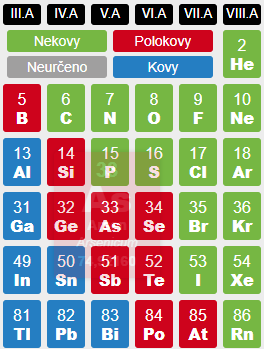 III.A IV.A V.A VI.A VII.A VIII.A
Nekovy Polokovy
Neurčeno Kovy
2
He
5 6 7 8 9 10
B C N O F Ne
13 14 15 16 17 18
Al Si P S Cl Ar
31 32 33 34 35 36
Ga Ge As Se Br Kr
49 50 51 52 53 54
In Sn Sb Te I Xe
81 82 83 84 85 86
Tl Pb Bi Po At Rn